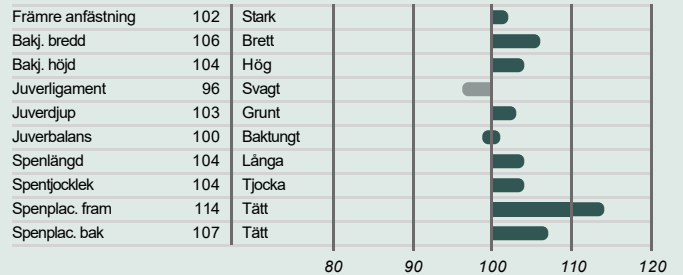 Främre anfästning 102 Stark
Bakj. bredd 106 Brett
Bakj. höjd 104 Hög
Juverligament 96 Svagt
Juverdjup 103 Grunt
Juverbalans 100 Baktungt
Spenlängd 104 Långa
Spentjocklek 104 Tjocka
Spenplac. fram 114 Tätt
Spenplac. bak 107 Tätt
80 90 100 110 120